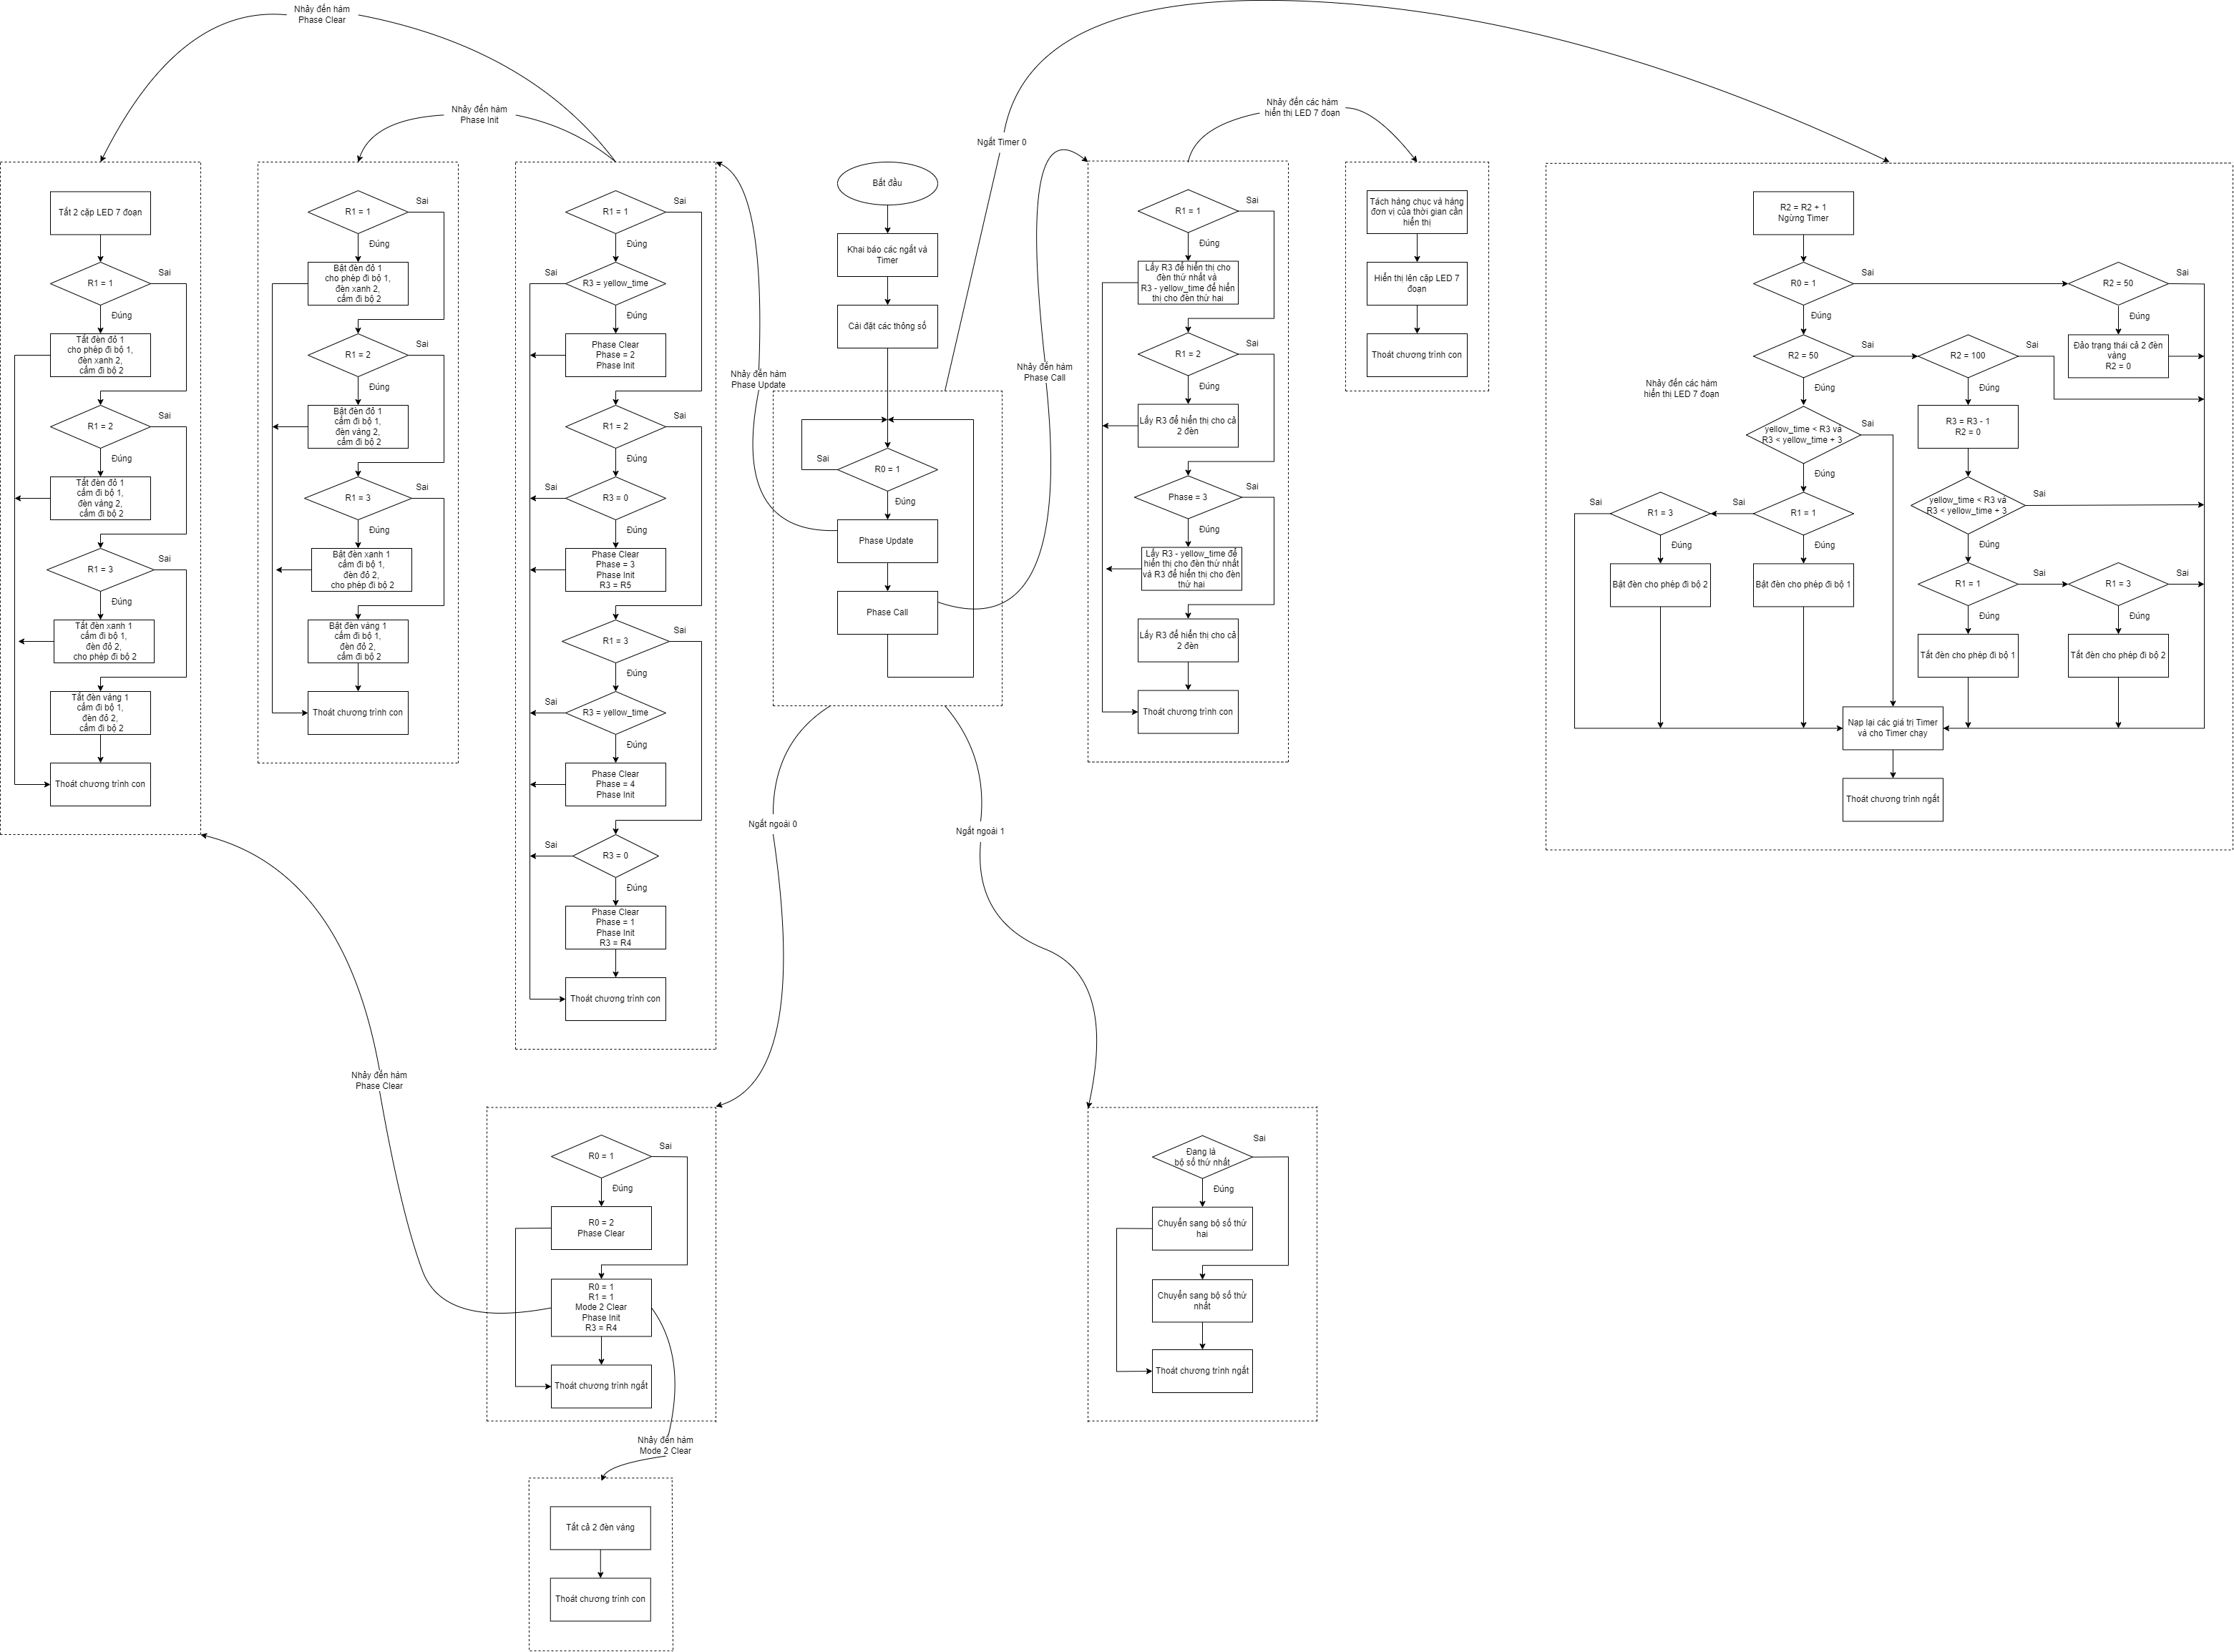 Nhảy đến hàm
Phase Clear
Tắt 2 cặp LED 7 đoạn
R1 = 1
Sai
Đúng
Tắt đèn đỏ 1
cho phép đi bộ 1,
đèn xanh 2,
cấm đi bộ 2
R1 = 2
Sai
Đúng
Tắt đèn đỏ 1
cấm đi bộ 1,
đèn vàng 2,
cấm đi bộ 2
R1 = 3
Sai
Đúng
Tắt đèn xanh 1
cấm đi bộ 1,
đèn đỏ 2,
cho phép đi bộ 2
Tắt đèn vàng 1
cấm đi bộ 1,
đèn đỏ 2,
cấm đi bộ 2
Thoát chương trình con
Nhảy đến hàm
Phase Init
R1 = 1
Sai
Đúng
Bật đèn đỏ 1
cho phép đi bộ 1,
đèn xanh 2,
cấm đi bộ 2
R1 = 2
Sai
Đúng
Bật đèn đỏ 1
cấm đi bộ 1,
đèn vàng 2,
cấm đi bộ 2
R1 = 3
Sai
Đúng
Bật đèn xanh 1
cấm đi bộ 1,
đèn đỏ 2,
cho phép đi bộ 2
Bật đèn vàng 1
cấm đi bộ 1,
đèn đỏ 2,
cấm đi bộ 2
Thoát chương trình con
R1 = 1
Sai
Đúng
Sai
R3 = yellow_time
Đúng
Phase Clear
Phase = 2
Phase Init
R1 = 2
Sai
Đúng
Sai
R3 = 0
Đúng
Phase Clear
Phase = 3
Phase Init
R3 = R5
R1 = 3
Sai
Đúng
Sai
R3 = yellow_time
Đúng
Phase Clear
Phase = 4
Phase Init
Sai
R3 = 0
Đúng
Phase Clear
Phase = 1
Phase Init
R3 = R4
Thoát chương trình con
Nhảy đến hàm
Phase Update
Bắt đầu
Khai báo các ngắt và
Timer
Cài đặt các thông số
Sai
R0 = 1
Đúng
Phase Update
Phase Call
Ngắt Timer 0
Nhảy đến hàm
Phase Call
Ngắt ngoài 0
Ngắt ngoài 1
R1 = 1
Sai
Đúng
Lấy R3 để hiển thị cho
đèn thứ nhất và
R3 - yellow_time để hiển
thị cho đèn thứ hai
R1 = 2
Sai
Đúng
Lấy R3 để hiển thị cho cả
2 đèn
Phase = 3
Sai
Đúng
Lấy R3 - yellow_time để
hiển thị cho đèn thứ nhất
và R3 để hiển thị cho đèn
thứ hai
Lấy R3 để hiển thị cho cả
2 đèn
Thoát chương trình con
Nhảy đến các hàm
hiển thị LED 7 đoạn
Tách hàng chục và hàng
đơn vị của thời gian cần
hiển thị
Hiển thị lên cặp LED 7
đoạn
Thoát chương trình con
R2 = R2 + 1
Ngừng Timer
R0 = 1
Sai
Đúng
R2 = 50
Sai
Đúng
Đảo trạng thái cả 2 đèn
vàng
R2 = 0
R2 = 50
Sai
Đúng
R2 = 100
Sai
Đúng
Nhảy đến các hàm
hiển thị LED 7 đoạn
yellow_time < R3 và
R3 < yellow_time + 3
Sai
Đúng
R3 = R3 - 1
R2 = 0
yellow_time < R3 và
R3 < yellow_time + 3
Sai
Đúng
Sai
R1 = 3
Sai
R1 = 1
Đúng
Đúng
Bật đèn cho phép đi bộ 2
Bật đèn cho phép đi bộ 1
R1 = 1
Sai
R1 = 3
Sai
Đúng
Đúng
Tắt đèn cho phép đi bộ 1
Tắt đèn cho phép đi bộ 2
Nạp lại các giá trị Timer
và cho Timer chạy
Thoát chương trình ngắt
Nhảy đến hàm
Phase Clear
R0 = 1
Sai
Đúng
R0 = 2
Phase Clear
R0 = 1
R1 = 1
Mode 2 Clear
Phase Init
R3 = R4
Thoát chương trình ngắt
Nhảy đến hàm
Mode 2 Clear
Tắt cả 2 đèn vàng
Thoát chương trình con
Đang là
bộ số thứ nhất
Sai
Đúng
Chuyển sang bộ số thứ
hai
Chuyển sang bộ số thứ
nhất
Thoát chương trình ngắt